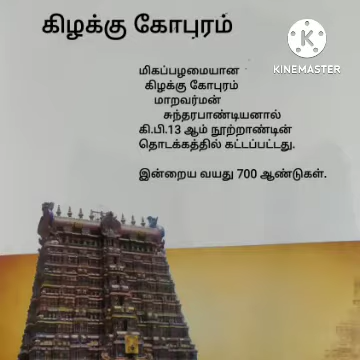 கிழக்கு கோபுரம்
KINEMASTER
மிகப்பழமையான
கிழக்கு கோபுரம்
மாறவர்மன்
சுந்தரபாண்டியனால்
கி.பி.13 ஆம் நூற்றாண்டின்
தொடக்கத்தில் கட்டப்பட்டது.
இன்றைய வயது 700 ஆண்டுகள்.